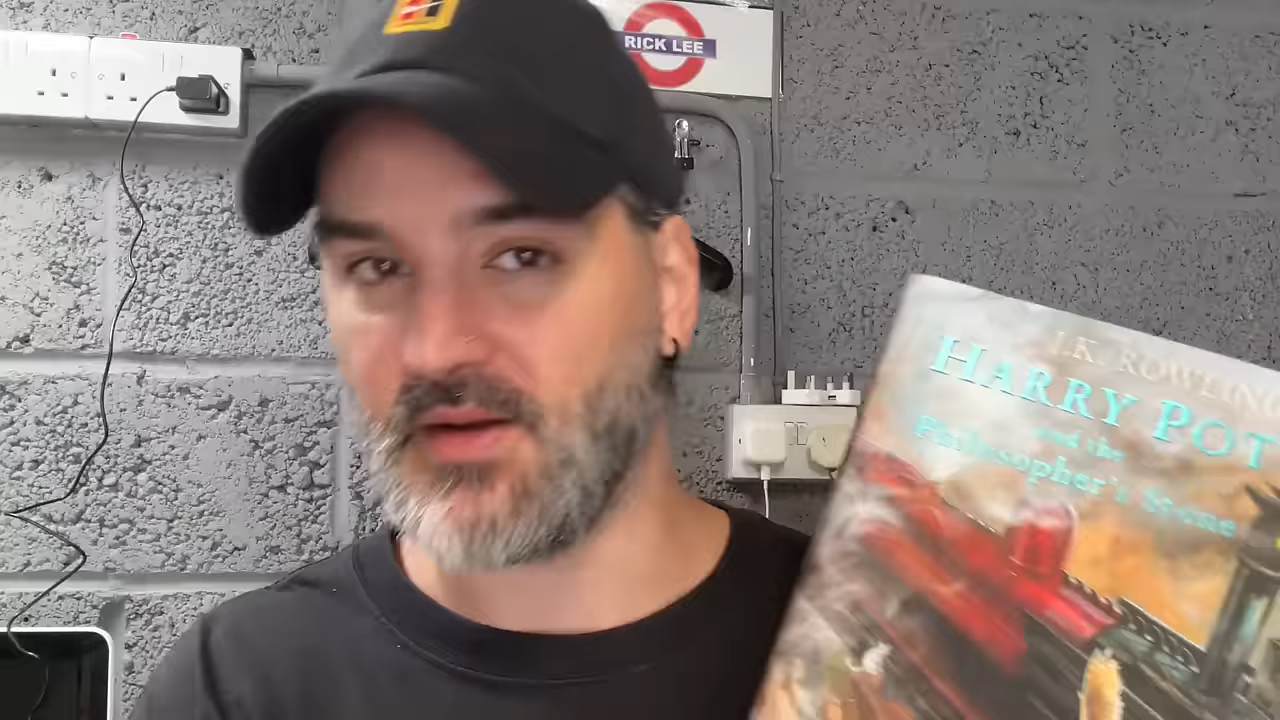 RICK LEE
J.K. ROWLING
HARRY POT
and the
Philosopher's Stone